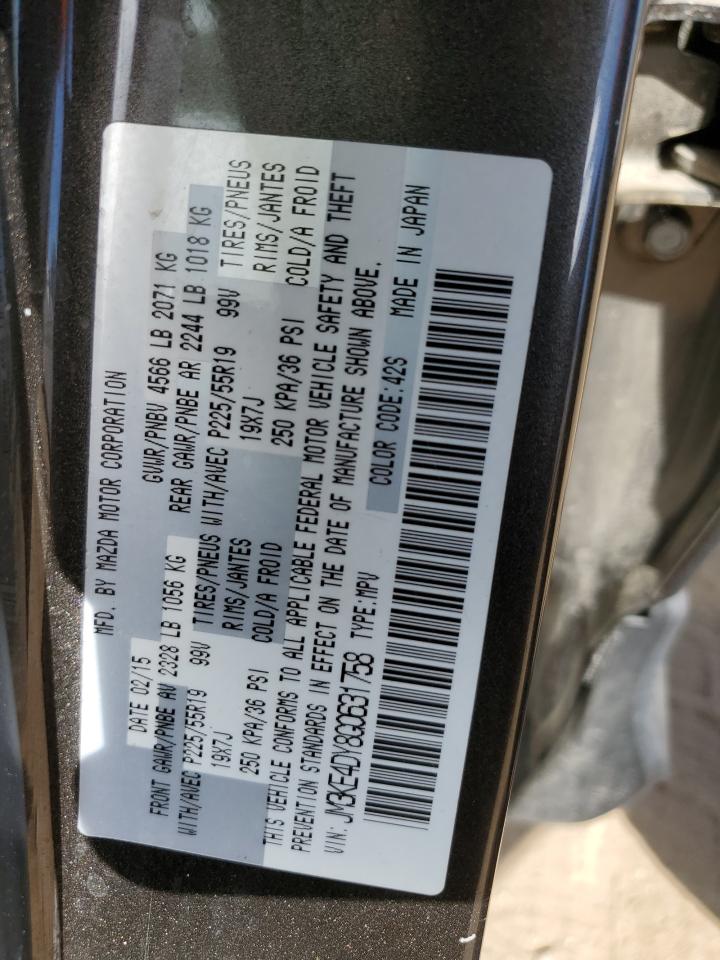 MFD. BY MAZDA MOTOR CORPORATION
DATE 02/15 GVWR/PNBV 4566 LB 2071 KG
FRONT GAWR/PNBE AV 2328 LB 1056 KG REAR GAWR/PNBE AR 2244 LB 1018 KG
WITH/AVEC P225/55R19 99V TIRES/PNEUS WITH/AVEC P225/55R19 99V TIRES/PNEUS
19X7J RIMS/JANTES 19X7J RIMS/JANTES
250 KPA/36 PSI COLD/A FROID 250 KPA/36 PSI COLD/A FROID
THIS VEHICLE CONFORMS TO ALL APPLICABLE FEDERAL MOTOR VEHICLE SAFETY AND THEFT
PREVENTION STANDARDS IN EFFECT ON THE DATE OF MANUFACTURE SHOWN ABOVE.
VIN: JM3KE4DY8G0631758 TYPE:MPV COLOR CODE:42S MADE IN JAPAN